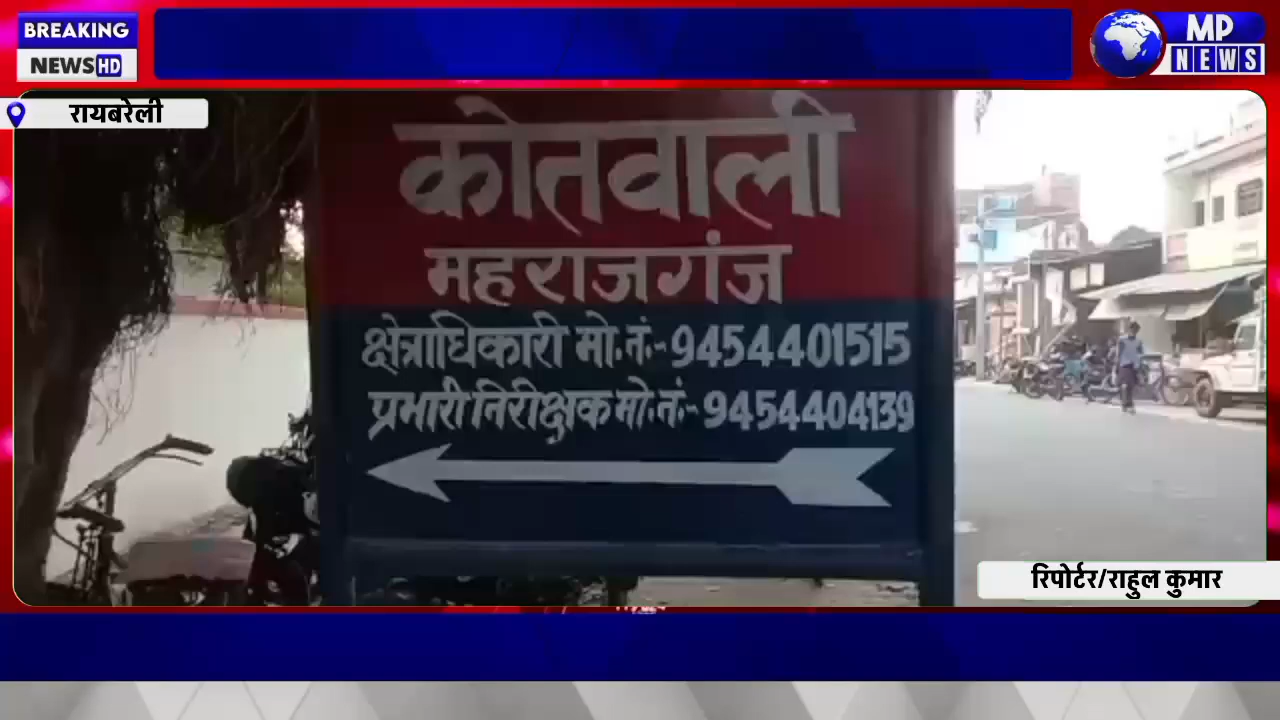 BREAKING
NEWS HD
MP
NEWS
रायबरेली
कोतवाली
महराजगंज
क्षेत्राधिकारी मो.नं.:-9454401515
प्रभारी निरीक्षक मो.नं.:-9454404139
रिपोर्टर/राहुल कुमार